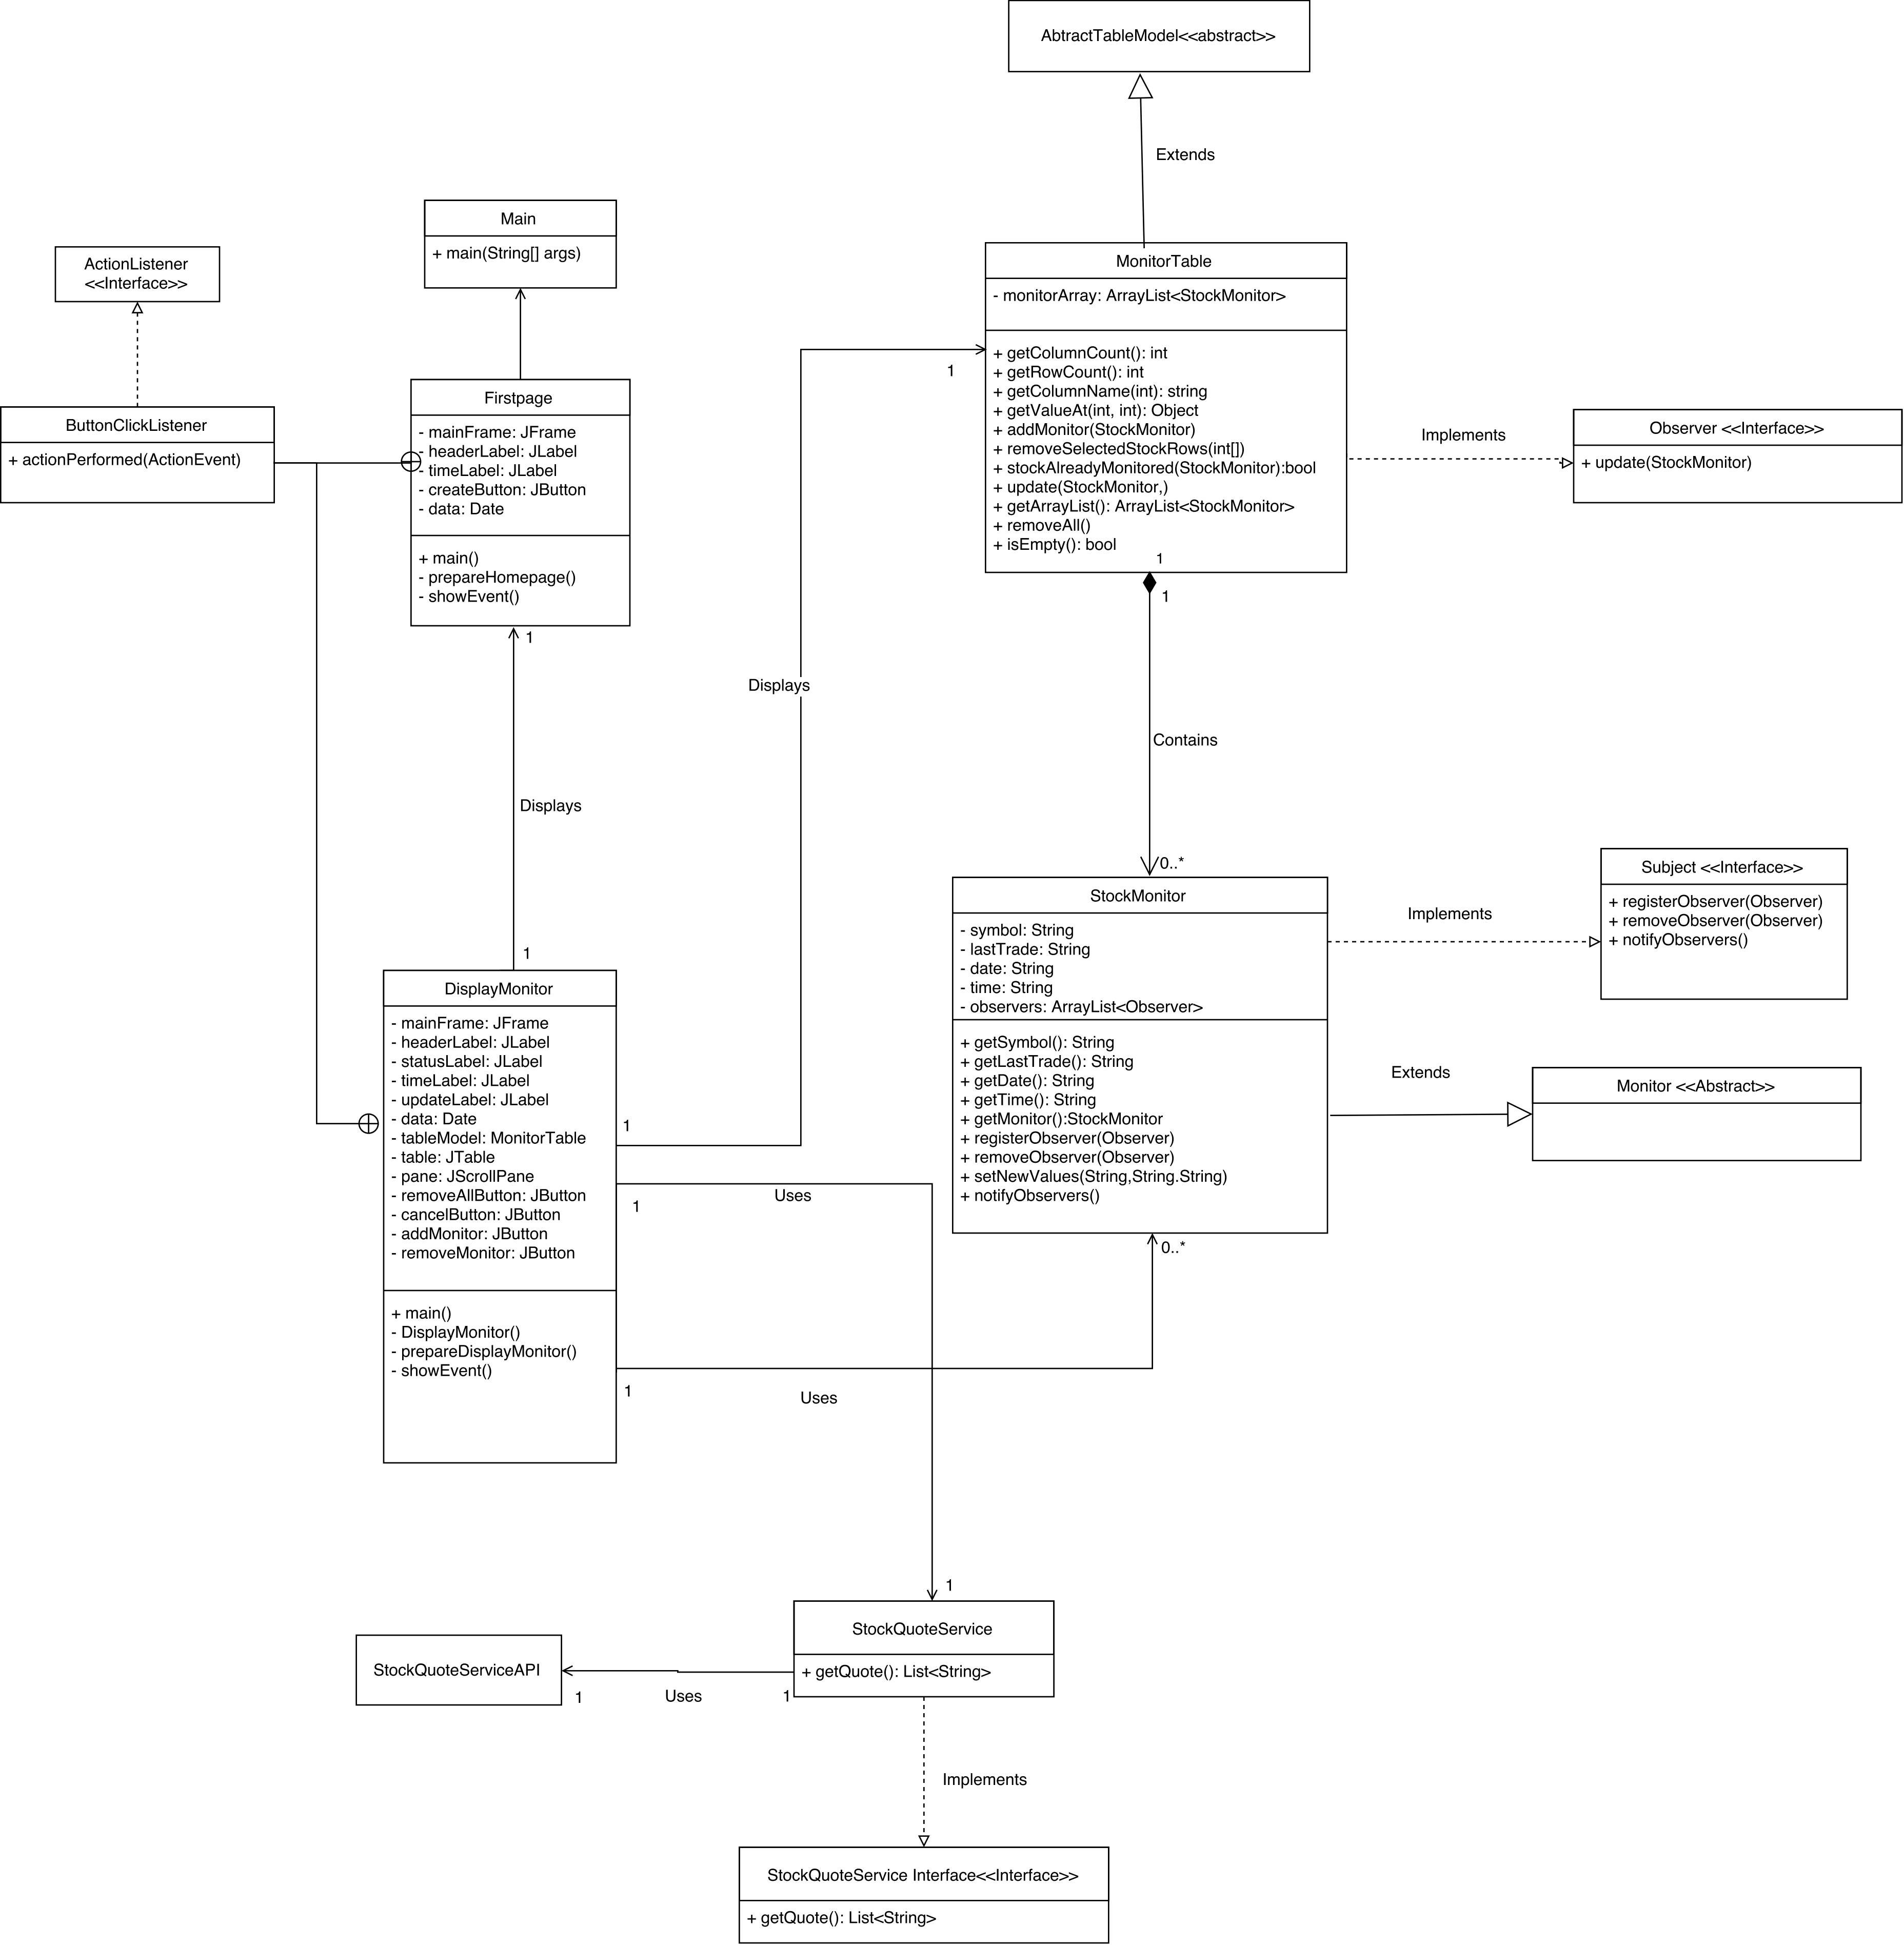 AbtractTableModel<<abstract>>
Extends
Main
+ main(String[] args)
ActionListener
<<Interface>>
ButtonClickListener
+ actionPerformed(ActionEvent)
Firstpage
- mainFrame: JFrame
- headerLabel: JLabel
- timeLabel: JLabel
- createButton: JButton
- data: Date
+ main()
- prepareHomepage()
- showEvent()
1
Displays
1
MonitorTable
- monitorArray: ArrayList<StockMonitor>
+ getColumnCount(): int
+ getRowCount(): int
+ getColumnName(int): string
+ getValueAt(int, int): Object
+ addMonitor(StockMonitor)
+ removeSelectedStockRows(int[])
+ stockAlreadyMonitored(StockMonitor):bool
+ update(StockMonitor,)
+ getArrayList(): ArrayList<StockMonitor>
+ removeAll()
+ isEmpty(): bool
1
1
1
Implements
Observer <<Interface>>
+ update(StockMonitor)
Displays
Contains
0..*
StockMonitor
- symbol: String
- lastTrade: String
- date: String
- time: String
- observers: ArrayList<Observer>
+ getSymbol(): String
+ getLastTrade(): String
+ getDate(): String
+ getTime(): String
+ getMonitor():StockMonitor
+ registerObserver(Observer)
+ removeObserver(Observer)
+ setNewValues(String,String.String)
+ notifyObservers()
0..*
Implements
Subject <<Interface>>
+ registerObserver(Observer)
+ removeObserver(Observer)
+ notifyObservers()
Extends
Monitor <<Abstract>>
DisplayMonitor
- mainFrame: JFrame
- headerLabel: JLabel
- statusLabel: JLabel
- timeLabel: JLabel
- updateLabel: JLabel
- data: Date
- tableModel: MonitorTable
- table: JTable
- pane: JScrollPane
- removeAllButton: JButton
- cancelButton: JButton
- addMonitor: JButton
- removeMonitor: JButton
+ main()
- DisplayMonitor()
- prepareDisplayMonitor()
- showEvent()
1
1
Uses
1
Uses
1
StockQuoteService
+ getQuote(): List<String>
StockQuoteServiceAPI
1
Uses
1
Implements
StockQuoteService Interface<<Interface>>
+ getQuote(): List<String>